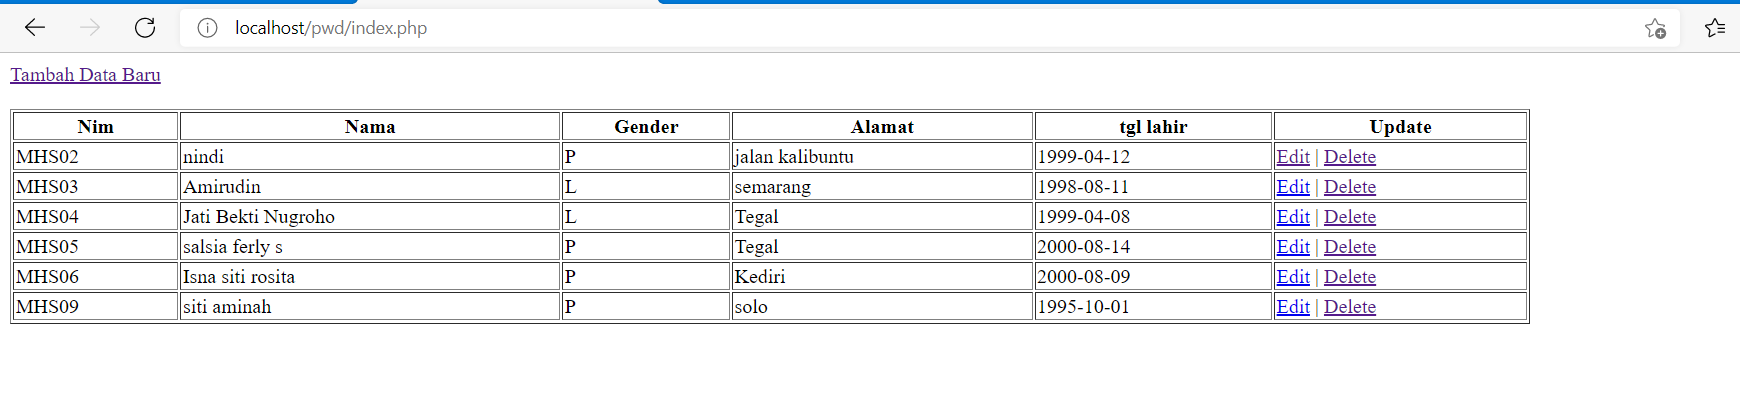 localhost/pwd/index.php
Tambah Data Baru
Nim Nama Gender Alamat tgl lahir Update
MHS02 nindi P jalan kalibuntu 1999-04-12 Edit | Delete
MHS03 Amirudin L semarang 1998-08-11 Edit | Delete
MHS04 Jati Bekti Nugroho L Tegal 1999-04-08 Edit | Delete
MHS05 salsia ferly s P Tegal 2000-08-14 Edit | Delete
MHS06 Isna siti rosita P Kediri 2000-08-09 Edit | Delete
MHS09 siti aminah P solo 1995-10-01 Edit | Delete